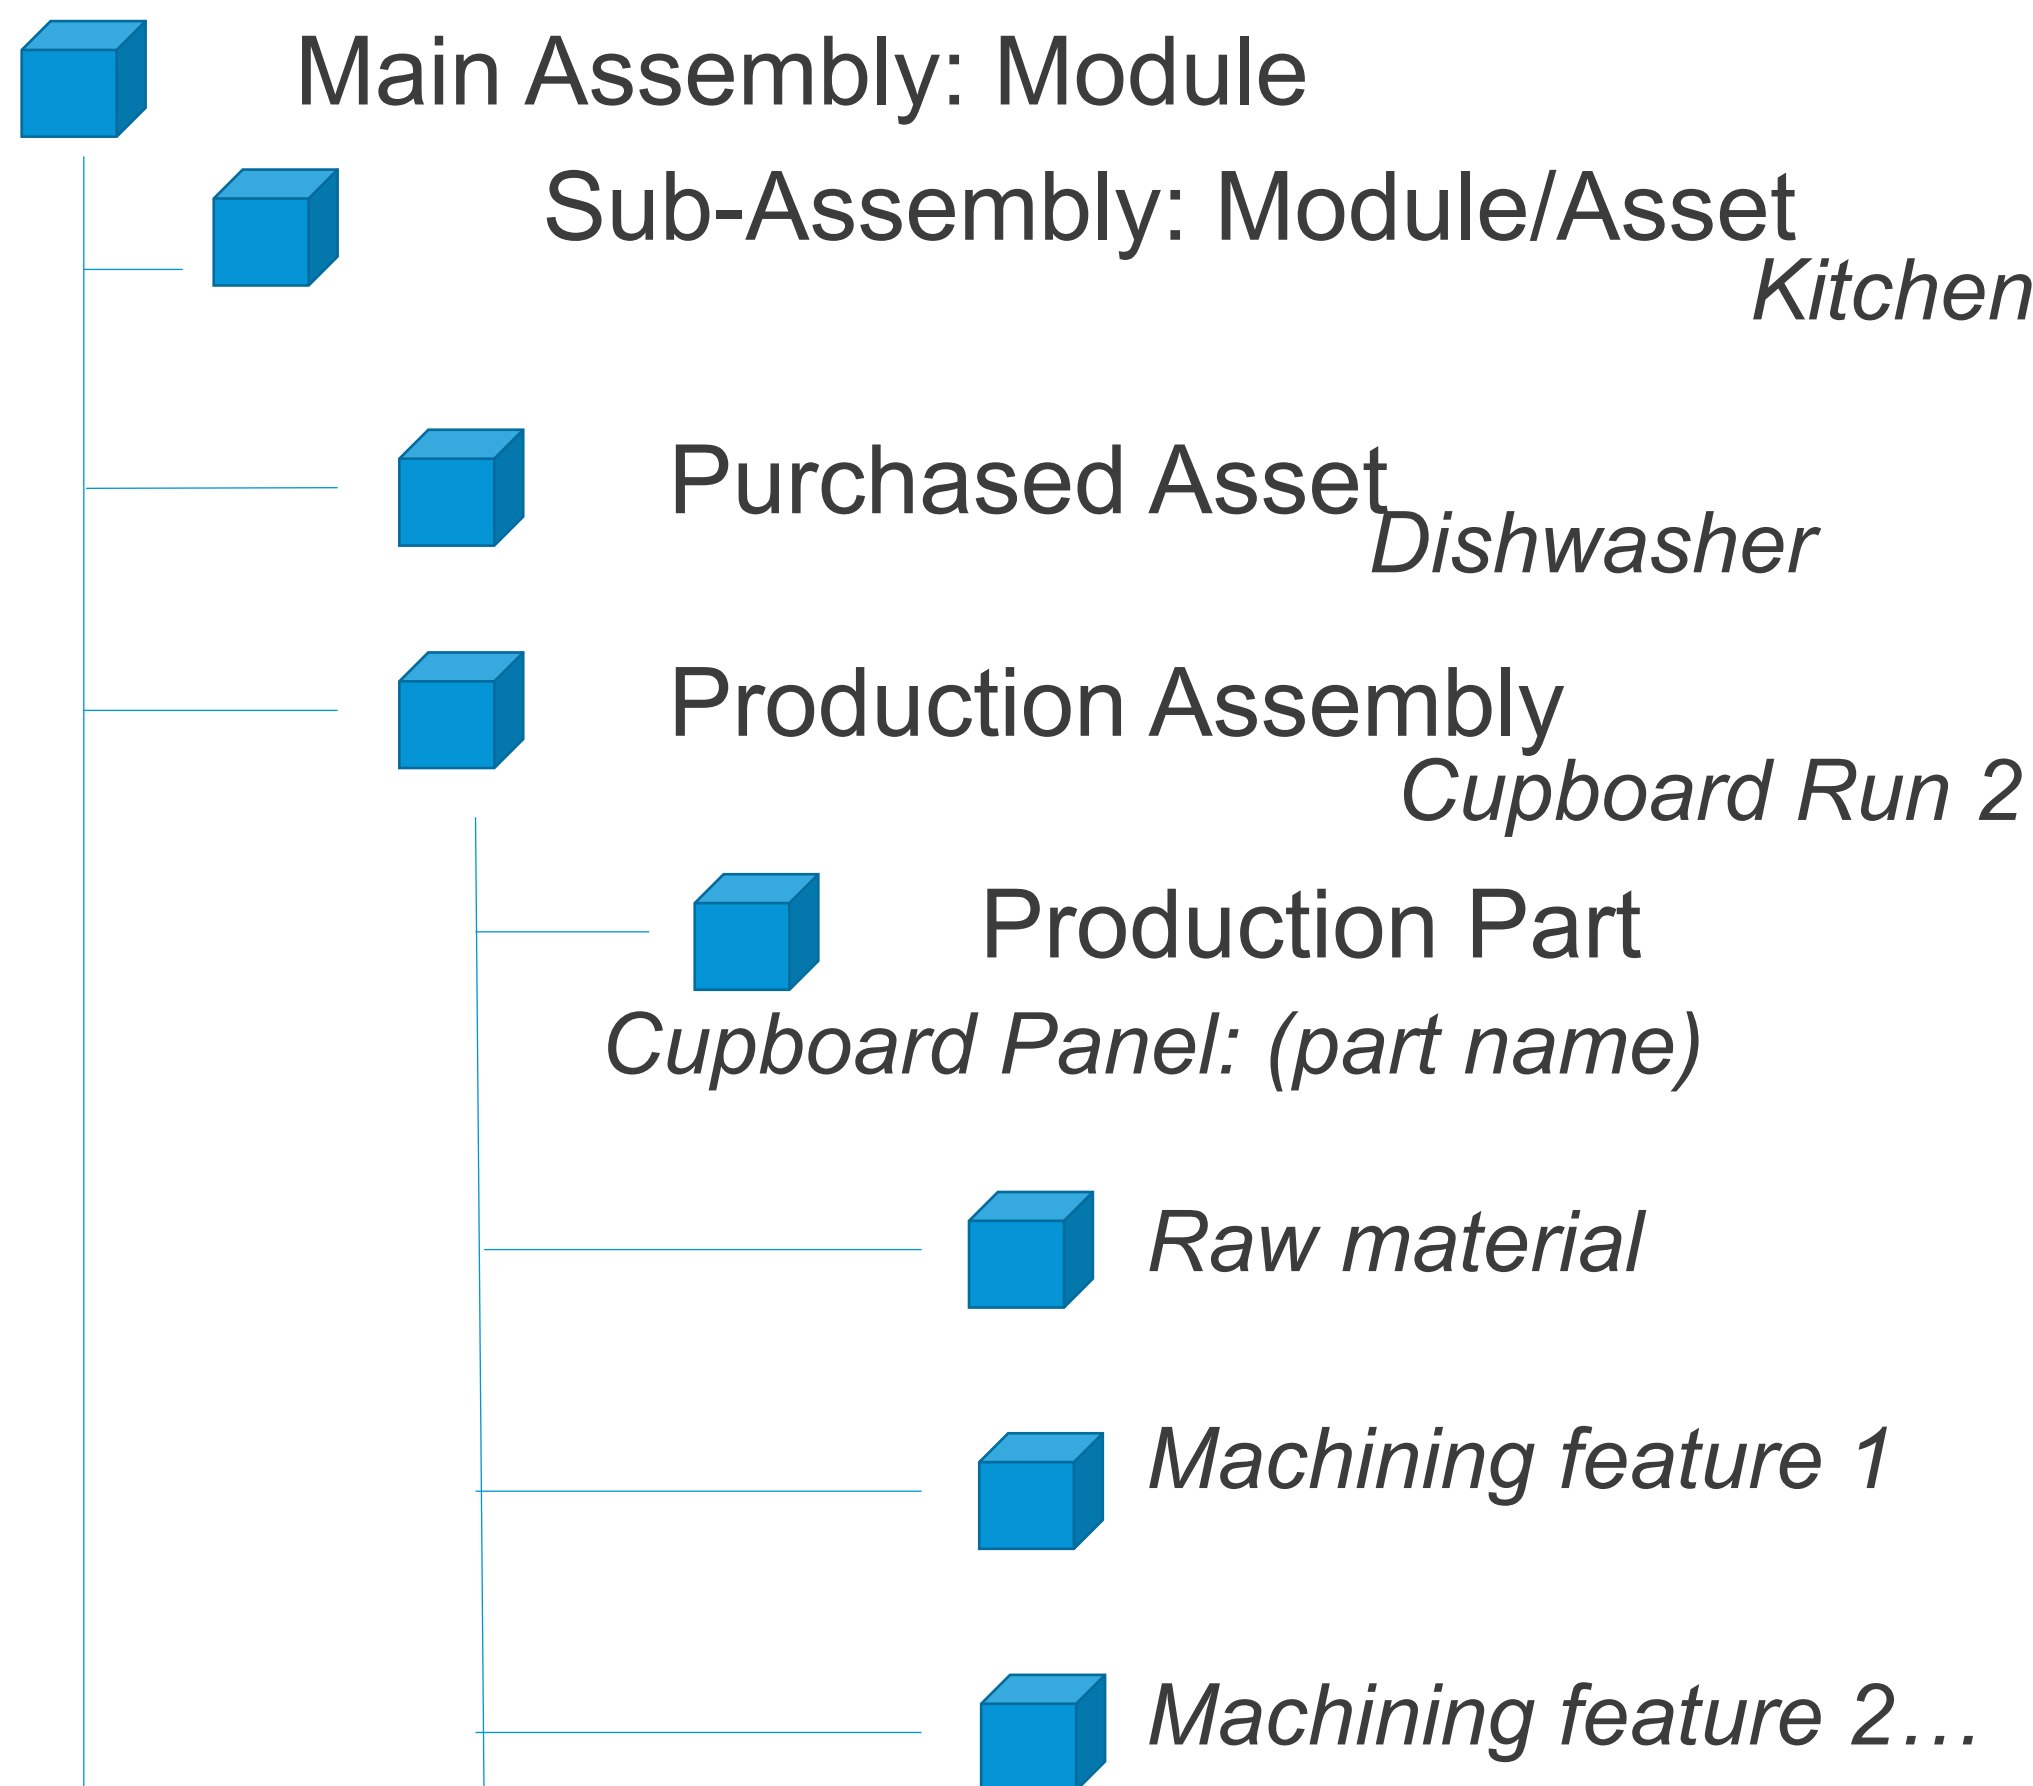 Main Assembly: Module
Sub-Assembly: Module/Asset
Kitchen
Purchased Asset
Dishwasher
Production Assembly
Cupboard Run 2
Production Part
Cupboard Panel: (part name)
Raw material
Machining feature 1
Machining feature 2…